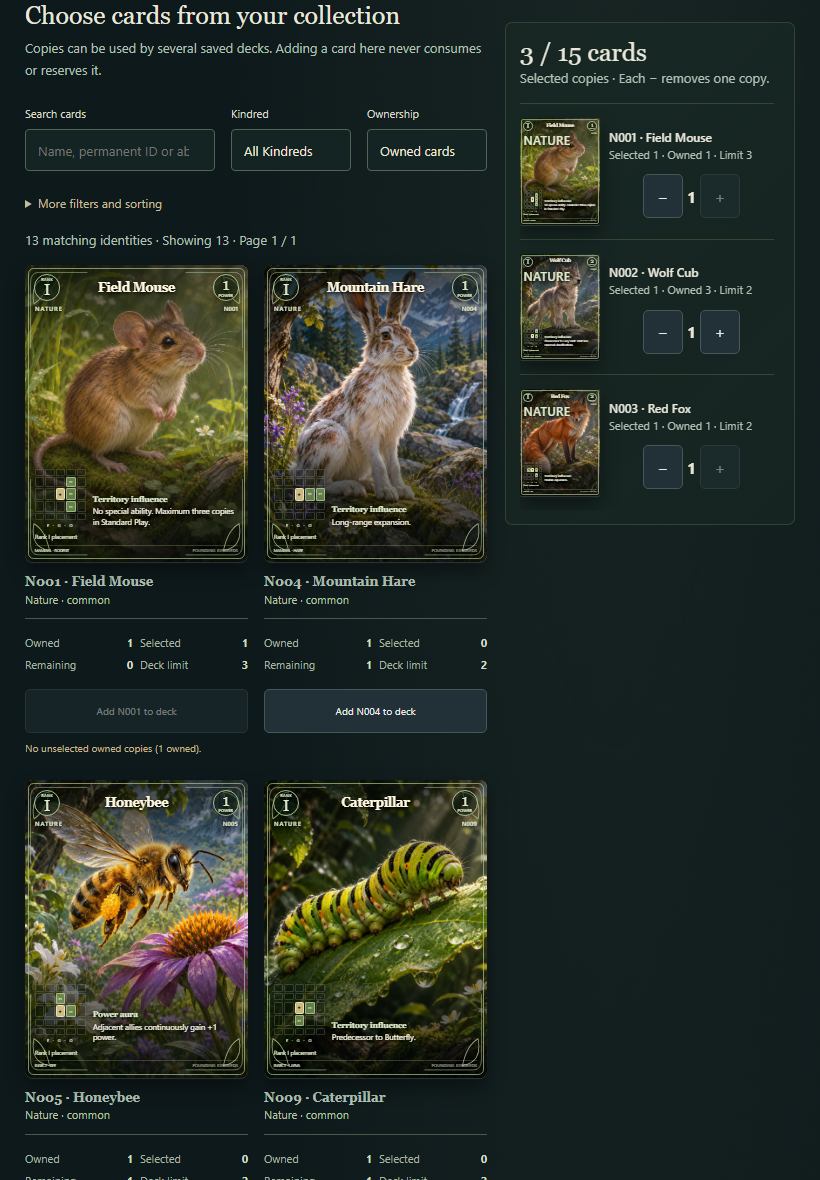 Choose cards from your collection
Copies can be used by several saved decks. Adding a card here never consumes
or reserves it.
Search cards
Kindred
Ownership
Name, permanent ID or at
All Kindreds
Owned cards
More filters and sorting
13 matching identities · Showing 13 · Page 1 / 1
RANK
I
Field Mouse
1
POWER
NATURE
N001
Territory influence
No special ability. Maximum three copies
in Standard Play.
Rank I placement
RANK
I
Mountain Hare
1
POWER
NATURE
N004
Territory influence
Long-range expansion.
Rank I placement
N001 · Field Mouse
Nature · common
Owned 1 Selected 1
Remaining 0 Deck limit 3
Add N001 to deck
No unselected owned copies (1 owned).
N004 · Mountain Hare
Nature · common
Owned 1 Selected 0
Remaining 1 Deck limit 2
Add N004 to deck
RANK
I
Honeybee
1
POWER
NATURE
N005
Power aura
Adjacent allies continuously gain +1
power.
Rank I placement
RANK
I
Caterpillar
1
POWER
NATURE
N009
Territory influence
Predecessor to Butterfly.
Rank I placement
N005 · Honeybee
Nature · common
Owned 1 Selected 0
N009 · Caterpillar
Nature · common
Owned 1 Selected 0
3 / 15 cards
Selected copies · Each − removes one copy.
Field Mouse
NATURE
N001 · Field Mouse
Selected 1 · Owned 1 · Limit 3
− 1 +
Wolf Cub
NATURE
N002 · Wolf Cub
Selected 1 · Owned 3 · Limit 2
− 1 +
Red Fox
NATURE
N003 · Red Fox
Selected 1 · Owned 1 · Limit 2
− 1 +